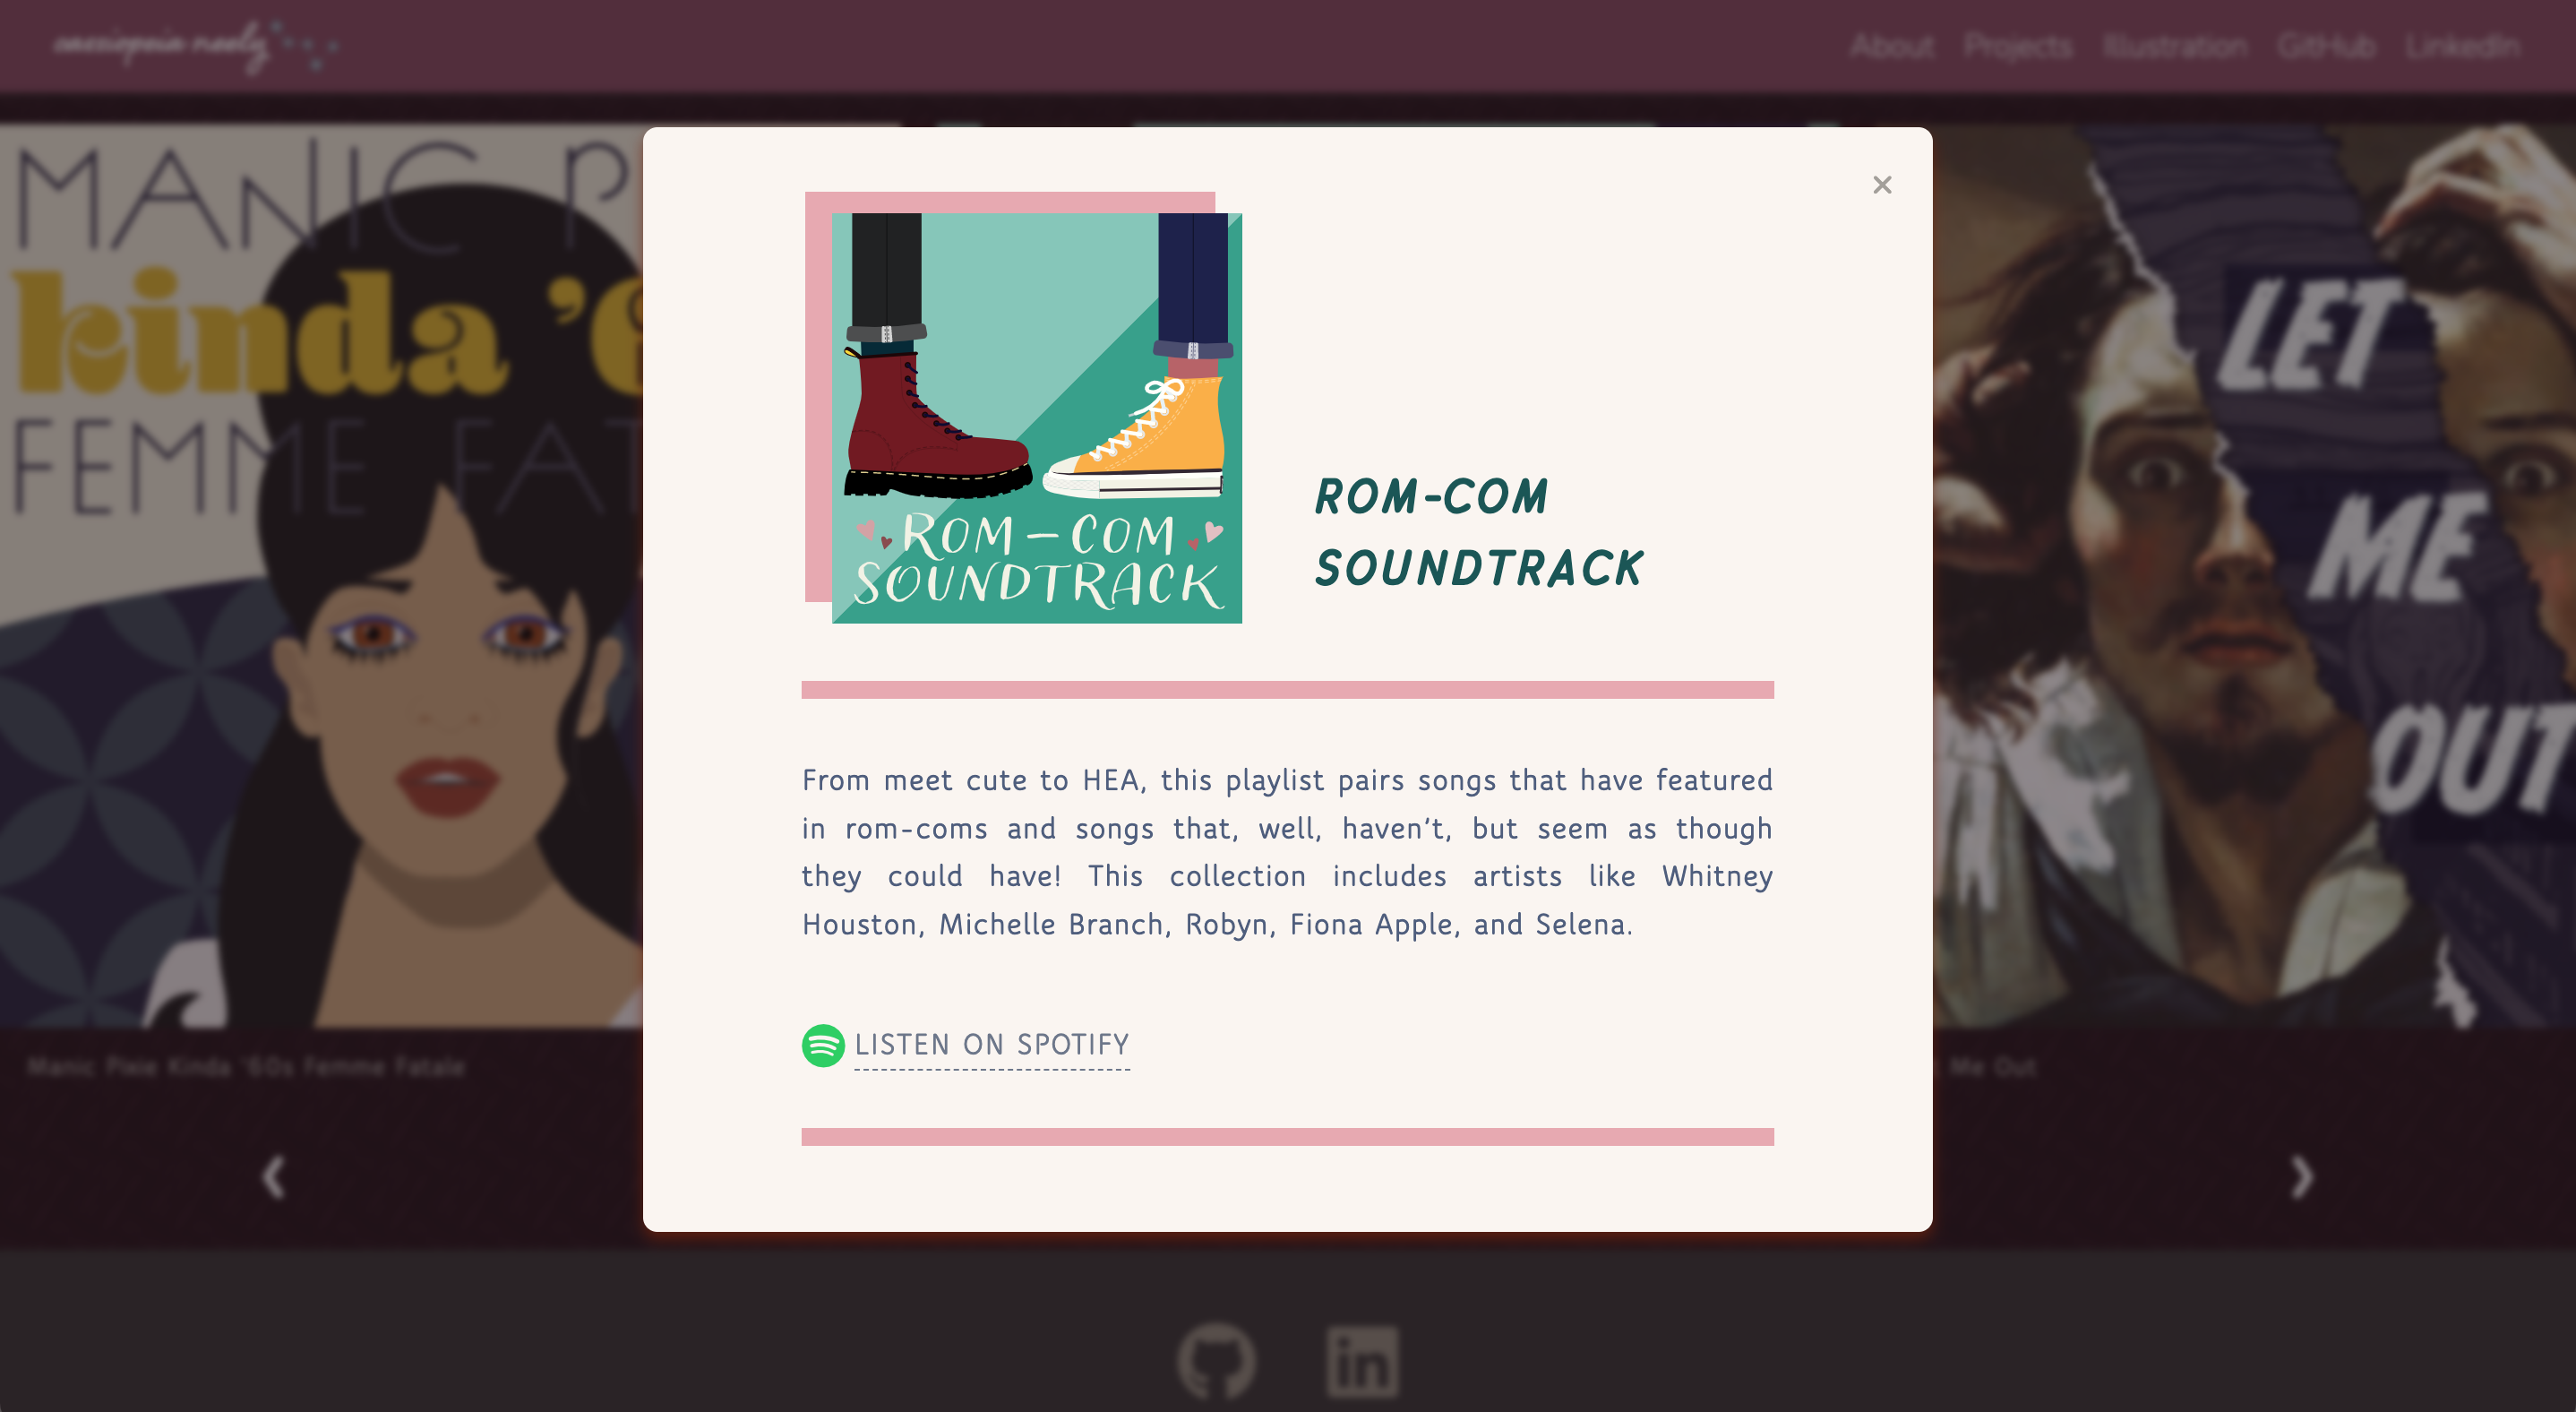 cassiopeia neely
About Projects Illustration GitHub LinkedIn
MANIC P
kinda '6
FEMME FAT
Manic Pixie Kinda '60s Femme Fatale
ROM-COM
SOUNDTRACK
ROM-COM
SOUNDTRACK
From meet cute to HEA, this playlist pairs songs that have featured
in rom-coms and songs that, well, haven't, but seem as though
they could have! This collection includes artists like Whitney
Houston, Michelle Branch, Robyn, Fiona Apple, and Selena.
LISTEN ON SPOTIFY
LET
ME
OUT
Me Out
in